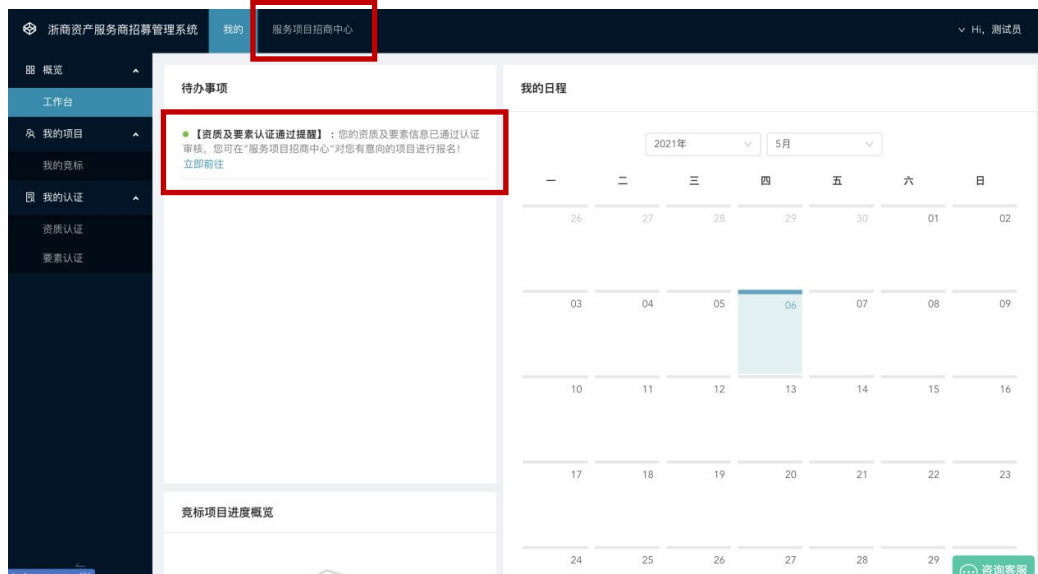 浙商资产服务商招募管理系统 我的 服务项目招商中心 Hi, 测试员
概览
工作台
我的项目
我的竞标
我的认证
资质认证
要素认证
待办事项
【资质及要素认证通过提醒】：您的资质及要素信息已通过认证
审核，您可在"服务项目招商中心"对您有意向的项目进行报名！
立即前往
竞标项目进度概览
我的日程
2021年 5月
一 二 三 四 五 六 日
26 27 28 29 30 01 02
03 04 05 06 07 08 09
10 11 12 13 14 15 16
17 18 19 20 21 22 23
24 25 26 27 28 29
咨询客服